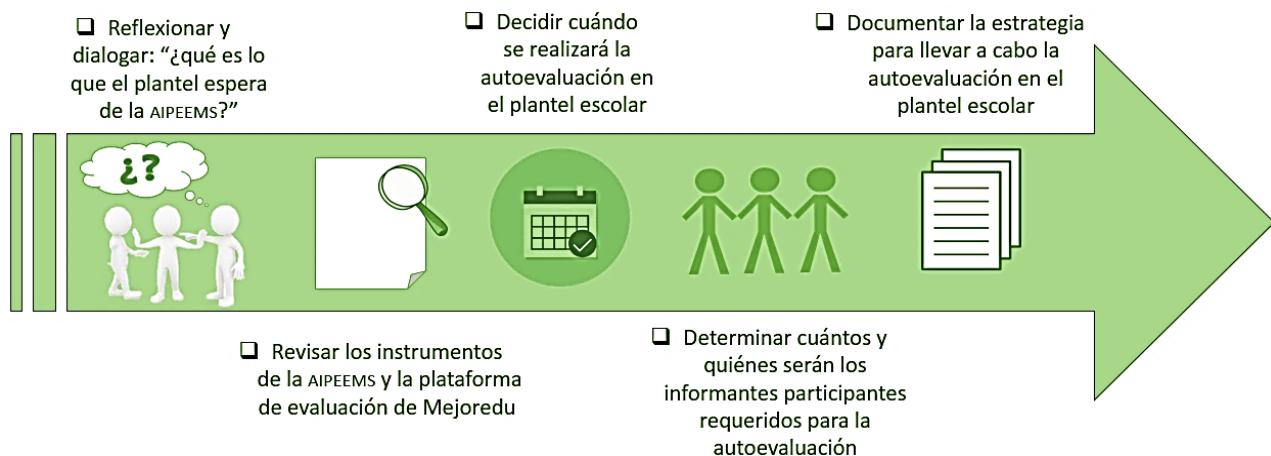 ❑ Reflexionar y
dialogar: “¿qué es lo
que el plantel espera
de la AIPEEMS?”
¿?
❑ Revisar los instrumentos
de la AIPEEMS y la plataforma
de evaluación de Mejoredu
❑ Decidir cuándo
se realizará la
autoevaluación en
el plantel escolar
❑ Determinar cuántos y
quiénes serán los
informantes participantes
requeridos para la
autoevaluación
❑ Documentar la estrategia
para llevar a cabo la
autoevaluación en el
plantel escolar